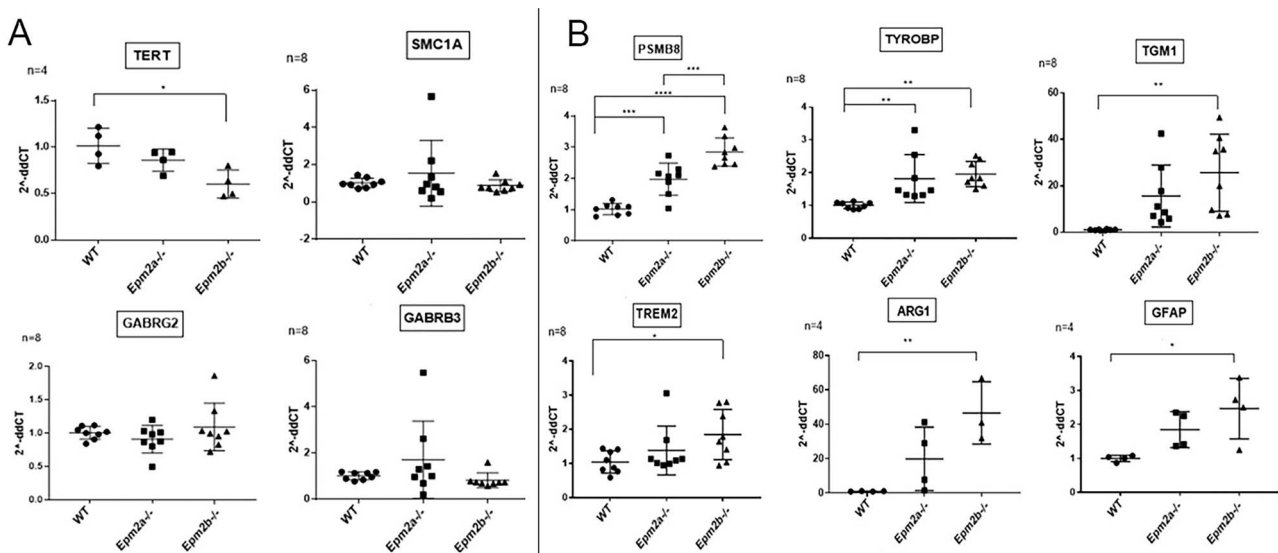 A
TERT
n=4
*
2^-ddCT
1.5
1.0
0.5
0.0
WT
Epm2a-/-
Epm2b-/-
SMC1A
n=8
2^-ddCT
6
4
2
0
-2
WT
Epm2a-/-
Epm2b-/-
GABRG2
n=8
2^-ddCT
2.0
1.5
1.0
0.5
0.0
WT
Epm2a-/-
Epm2b-/-
GABRB3
n=8
2^-ddCT
6
4
2
0
WT
Epm2a-/-
Epm2b-/-
B
PSMB8
n=8
***
****
***
2^-ddCT
4
3
2
1
0
WT
Epm2a-/-
Epm2b-/-
TYROBP
n=8
**
**
2^-ddCT
4
3
2
1
0
WT
Epm2a-/-
Epm2b-/-
TGM1
n=8
**
2^-ddCT
60
40
20
0
WT
Epm2a-/-
Epm2b-/-
TREM2
n=8
*
2^-ddCT
4
3
2
1
0
WT
Epm2a-/-
Epm2b-/-
ARG1
n=4
**
2^-ddCT
80
60
40
20
0
WT
Epm2a-/-
Epm2b-/-
GFAP
n=4
*
2^-ddCT
4
3
2
1
0
WT
Epm2a-/-
Epm2b-/-